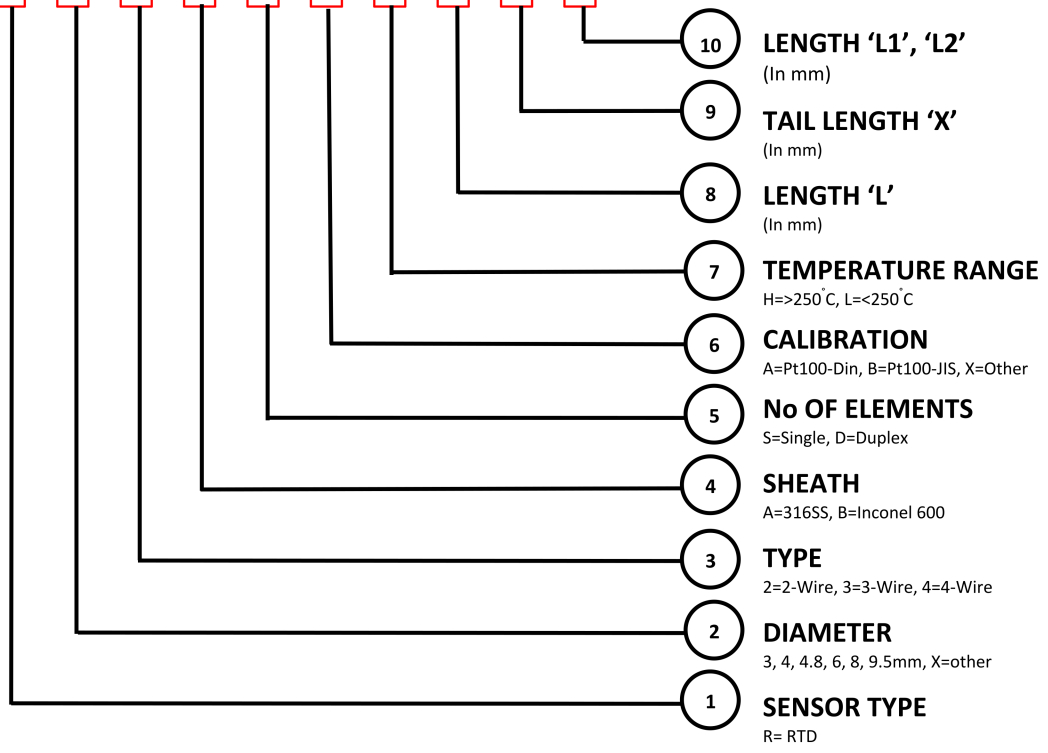 10
LENGTH ‘L1’, ‘L2’
(In mm)
9
TAIL LENGTH ‘X’
(In mm)
8
LENGTH ‘L’
(In mm)
7
TEMPERATURE RANGE
H=>250°C, L=<250°C
6
CALIBRATION
A=Pt100-Din, B=Pt100-JIS, X=Other
5
No OF ELEMENTS
S=Single, D=Duplex
4
SHEATH
A=316SS, B=Inconel 600
3
TYPE
2=2-Wire, 3=3-Wire, 4=4-Wire
2
DIAMETER
3, 4, 4.8, 6, 8, 9.5mm, X=other
1
SENSOR TYPE
R= RTD